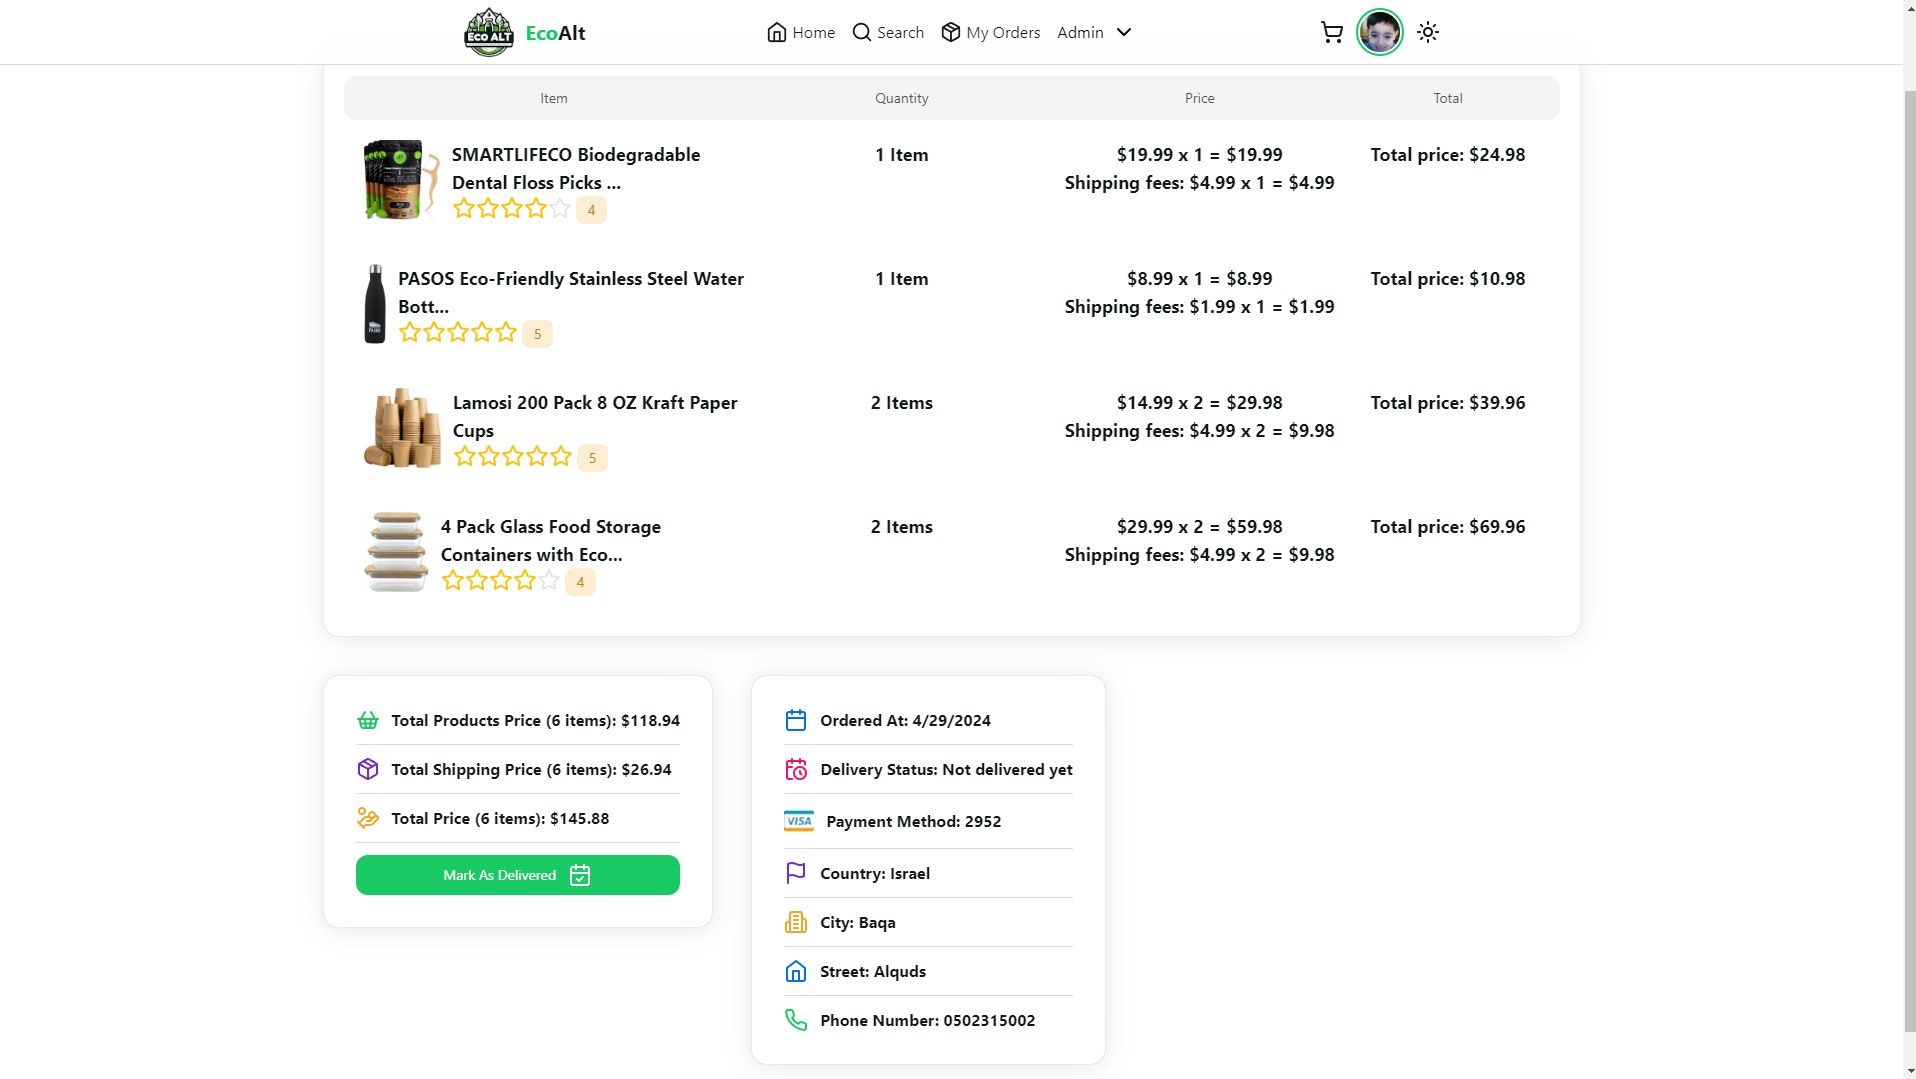 ECO ALT
EcoAlt
Home
Search
My Orders
Admin
Item
Quantity
Price
Total
SMARTLIFECO Biodegradable
Dental Floss Picks ...
4
1 Item
$19.99 x 1 = $19.99
Shipping fees: $4.99 x 1 = $4.99
Total price: $24.98
PASOS Eco-Friendly Stainless Steel Water
Bott...
5
1 Item
$8.99 x 1 = $8.99
Shipping fees: $1.99 x 1 = $1.99
Total price: $10.98
Lamosi 200 Pack 8 OZ Kraft Paper
Cups
5
2 Items
$14.99 x 2 = $29.98
Shipping fees: $4.99 x 2 = $9.98
Total price: $39.96
4 Pack Glass Food Storage
Containers with Eco...
4
2 Items
$29.99 x 2 = $59.98
Shipping fees: $4.99 x 2 = $9.98
Total price: $69.96
Total Products Price (6 items): $118.94
Total Shipping Price (6 items): $26.94
Total Price (6 items): $145.88
Mark As Delivered
Ordered At: 4/29/2024
Delivery Status: Not delivered yet
VISA Payment Method: 2952
Country: Israel
City: Baqa
Street: Alquds
Phone Number: 0502315002